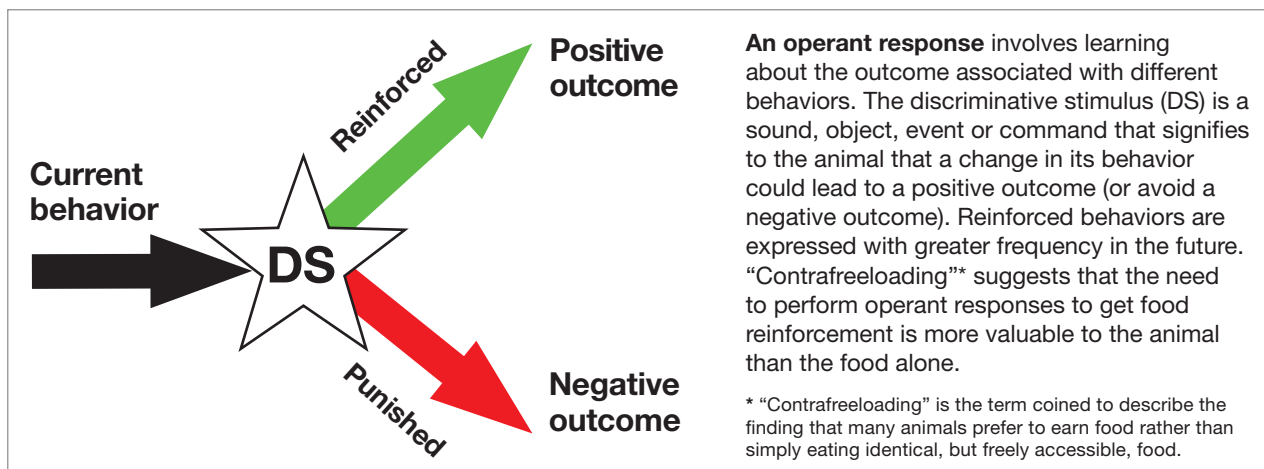 Current
behavior
DS
Reinforced
Positive
outcome
Punished
Negative
outcome
An operant response involves learning
about the outcome associated with different
behaviors. The discriminative stimulus (DS) is a
sound, object, event or command that signifies
to the animal that a change in its behavior
could lead to a positive outcome (or avoid a
negative outcome). Reinforced behaviors are
expressed with greater frequency in the future.
“Contrafreeloading”* suggests that the need
to perform operant responses to get food
reinforcement is more valuable to the animal
than the food alone.
* “Contrafreeloading” is the term coined to describe the
finding that many animals prefer to earn food rather than
simply eating identical, but freely accessible, food.